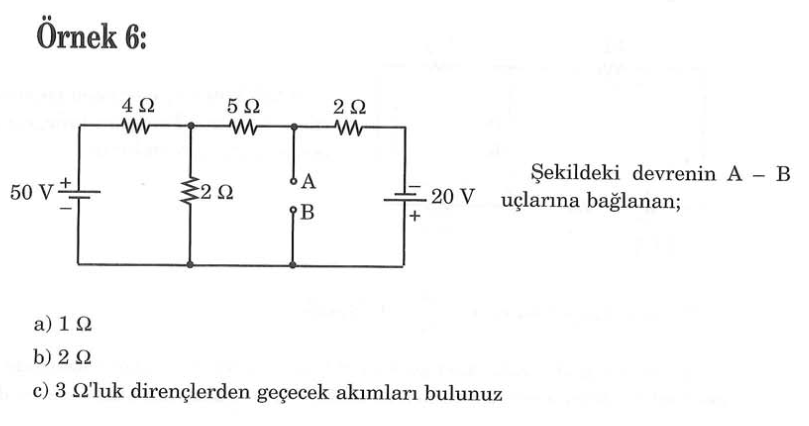 Örnek 6:
4 Ω 5 Ω 2 Ω
50 V + − 2 Ω A B − + 20 V
Şekildeki devrenin A – B
uçlarına bağlanan;
a) 1 Ω
b) 2 Ω
c) 3 Ω'luk dirençlerden geçecek akımları bulunuz